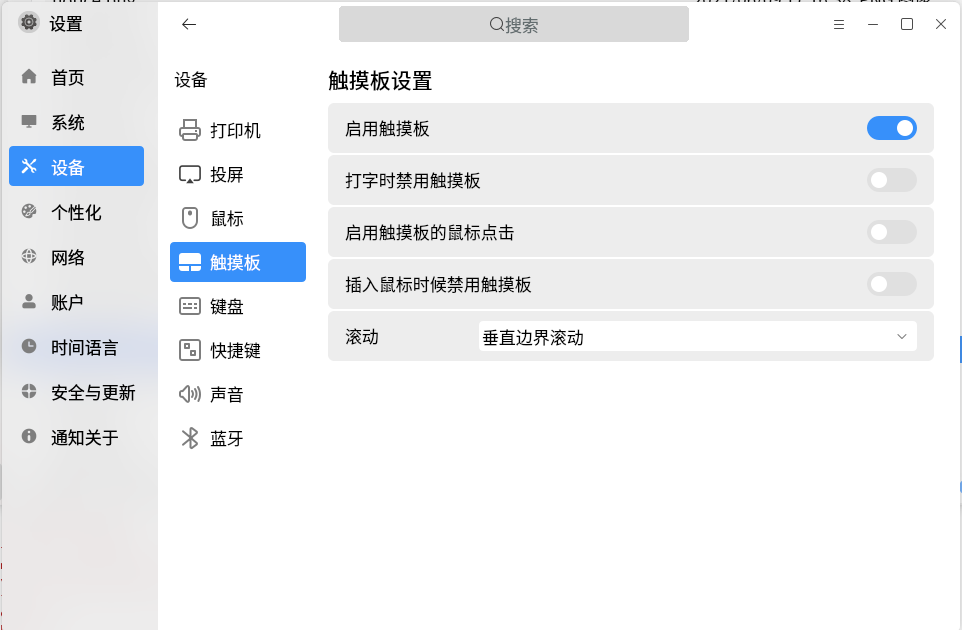 设置
搜索
首页
系统
设备
个性化
网络
账户
时间语言
安全与更新
通知关于
设备
打印机
投屏
鼠标
触摸板
键盘
快捷键
声音
蓝牙
触摸板设置
启用触摸板
打字时禁用触摸板
启用触摸板的鼠标点击
插入鼠标时候禁用触摸板
滚动 垂直边界滚动